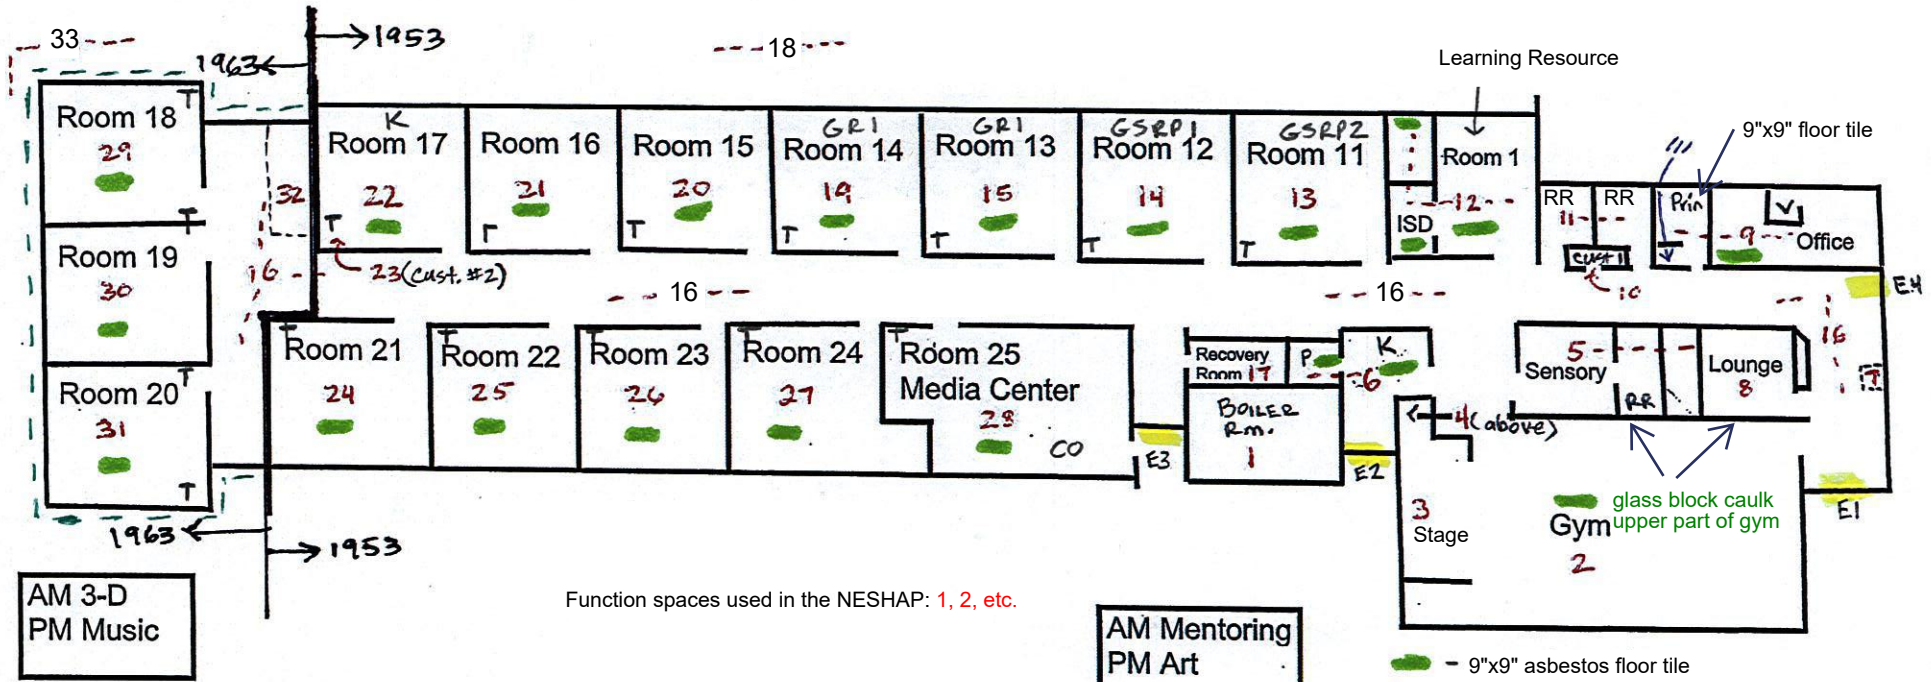 33
1963
1953
18
Learning Resource
9"x9" floor tile
Room 18
29
T
T
K
Room 17
22
T
Room 16
21
Room 15
20
T
GR1
Room 14
19
T
GR1
Room 13
15
T
GSRP1
Room 12
14
T
GSRP2
Room 11
13
T
Room 1
12
ISD
RR
RR
11
Cust 1
10
Prin
V
9
Office
E4
32
16
23 (Cust. #2)
16
16
16
Room 19
30
T
Room 20
31
T
T
Room 21
24
T
Room 22
25
T
Room 23
26
T
Room 24
27
T
Room 25
Media Center
28
CO
E3
Recovery
Room 17
P
K
6
BOILER
Rm.
1
E2
4 (above)
Sensory
5
RR
Lounge
8
T
E1
3
Stage
Gym
2
glass block caulk
upper part of gym
1963
1953
AM 3-D
PM Music
Function spaces used in the NESHAP: 1, 2, etc.
AM Mentoring
PM Art
- 9"x9" asbestos floor tile